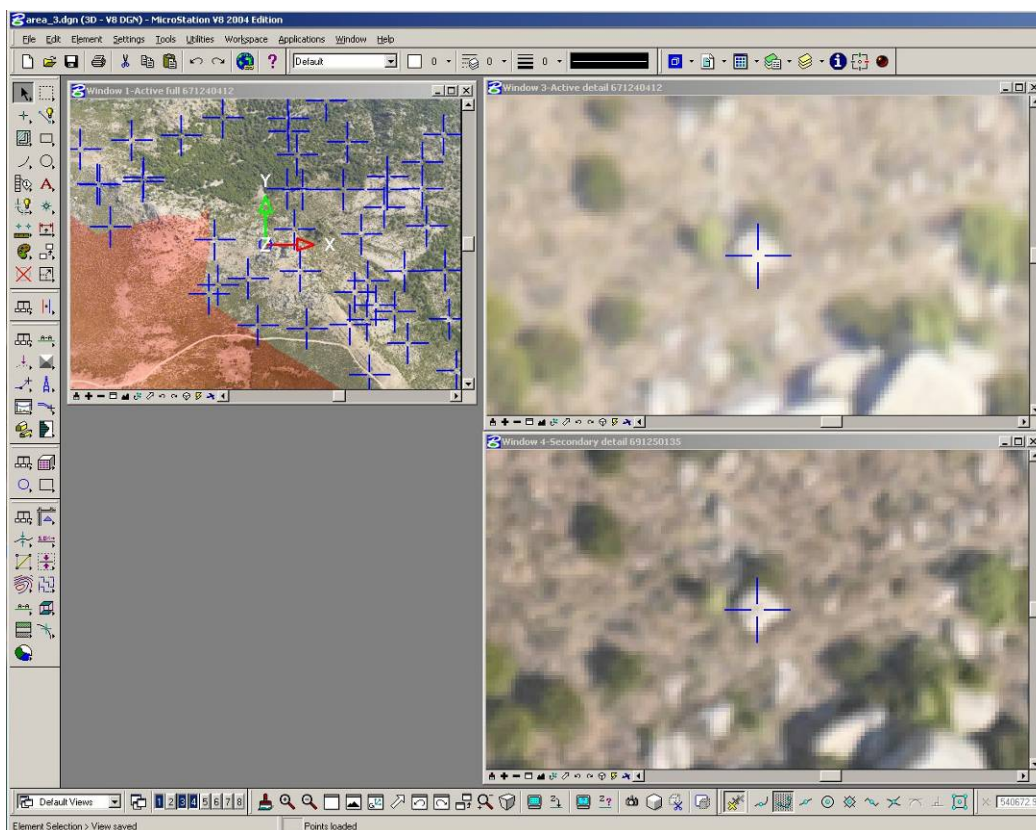 area_3.dgn (3D - V8 DGN) - MicroStation V8 2004 Edition
File Edit Element Settings Tools Utilities Workspace Applications Window Help
Default 0 0 0
Window 1-Active full 671240412
Y
Z X
Window 3-Active detail 671240412
Window 4-Secondary detail 691250135
Default Views 1 2 3 4 5 6 7 8
540672.9
Element Selection > View saved Points loaded